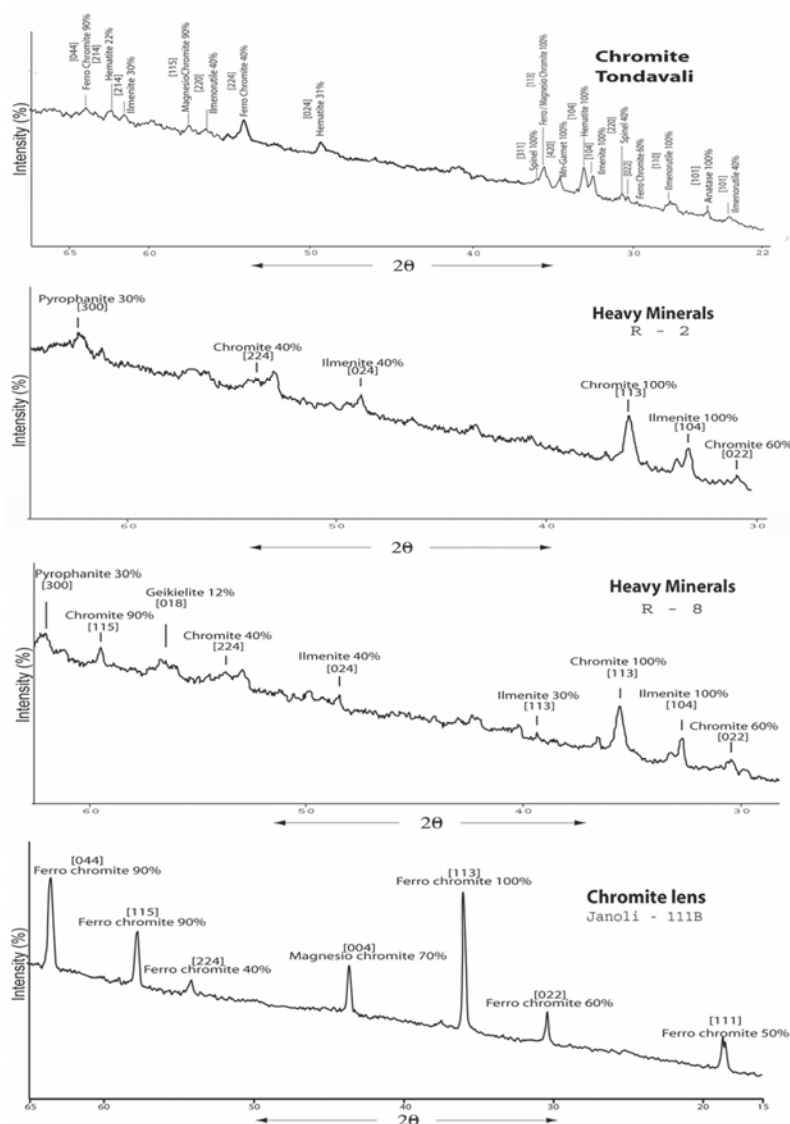 Chromite
Tondavali
Intensity (%)
[044]
Ferro Chromite 90%
[214]
Hematite 22%
[214]
Ilmenite 30%
[115]
MagnesioChromite 90%
[220]
Ilmenorutile 40%
[224]
Ferro Chromite 40%
[024]
Hematite 31%
[311]
Spinel 100%
[113]
Ferro / Magnesio Chromite 100%
[420]
Mn-Garnet 100%
[104]
Hematite 100%
[104]
Ilmenite 100%
[220]
Spinel 40%
[022]
Ferro Chromite 60%
[110]
Ilmenorutile 100%
[101]
Anatase 100%
[101]
Ilmenorutile 40%
65 60 50 40 30 22
2θ
Heavy Minerals
R - 2
Intensity (%)
Pyrophanite 30%
[300]
Chromite 40%
[224]
Ilmenite 40%
[024]
Chromite 100%
[113]
Ilmenite 100%
[104]
Chromite 60%
[022]
60 50 40 30
2θ
Heavy Minerals
R - 8
Intensity (%)
Pyrophanite 30%
[300]
Chromite 90%
[115]
Geikielite 12%
[018]
Chromite 40%
[224]
Ilmenite 40%
[024]
Ilmenite 30%
[113]
Chromite 100%
[113]
Ilmenite 100%
[104]
Chromite 60%
[022]
60 50 40 30
2θ
Chromite lens
Janoli - 111B
Intensity (%)
[044]
Ferro chromite 90%
[115]
Ferro chromite 90%
[224]
Ferro chromite 40%
[004]
Magnesio chromite 70%
[113]
Ferro chromite 100%
[022]
Ferro chromite 60%
[111]
Ferro chromite 50%
65 60 50 40 30 20 15
2θ